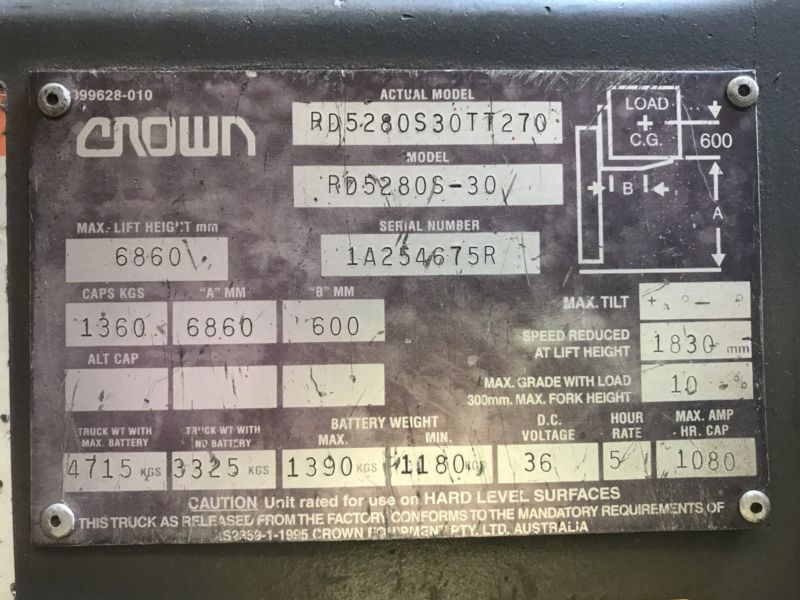 099628-010
CROWN
ACTUAL MODEL
RD5280S30TT270
MODEL
RD5280S-30
LOAD
+
C.G.
600
B
A
MAX. LIFT HEIGHT mm
6860
SERIAL NUMBER
1A254675R
CAPS KGS "A" MM "B" MM
1360 6860 600
ALT CAP
MAX. TILT + ° — °
SPEED REDUCED
AT LIFT HEIGHT
1830 mm
MAX. GRADE WITH LOAD
300mm. MAX. FORK HEIGHT
10 %
TRUCK WT WITH
MAX. BATTERY
4715 KGS
TRUCK WT WITH
NO BATTERY
3325 KGS
BATTERY WEIGHT
MAX. MIN.
1390 KGS 1180 KGS
D.C.
VOLTAGE
36
HOUR
RATE
5
MAX. AMP
HR. CAP
1080
CAUTION Unit rated for use on HARD LEVEL SURFACES
THIS TRUCK AS RELEASED FROM THE FACTORY CONFORMS TO THE MANDATORY REQUIREMENTS OF
CROWN EQUIPMENT PTY. LTD. AUSTRALIA